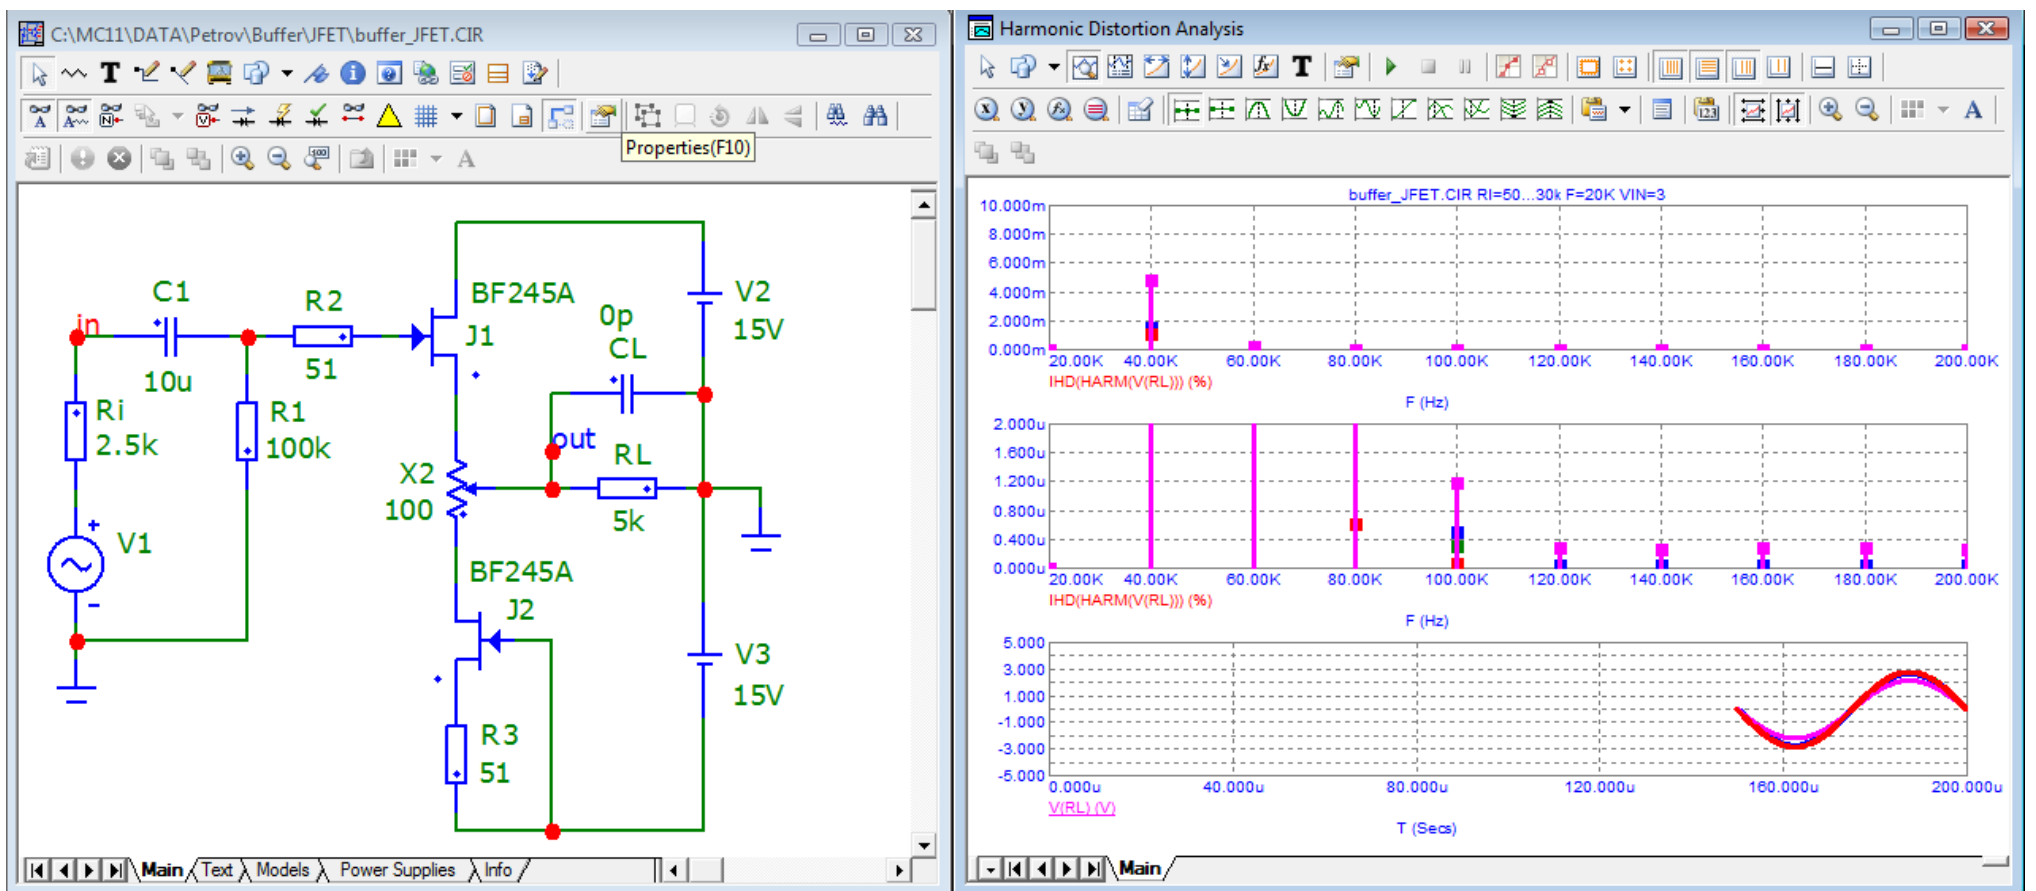 C:\MC11\DATA\Petrov\Buffer\JFET\buffer_JFET.CIR
Properties(F10)
in
C1
10u
R2
51
BF245A
J1
V2
15V
0p
CL
Ri
2.5k
R1
100k
out
RL
5k
X2
100
V1
BF245A
J2
V3
15V
R3
51
Main
Text
Models
Power Supplies
Info
Harmonic Distortion Analysis
buffer_JFET.CIR RI=50...30k F=20K VIN=3
10.000m
8.000m
6.000m
4.000m
2.000m
0.000m
20.00K 40.00K 60.00K 80.00K 100.00K 120.00K 140.00K 160.00K 180.00K 200.00K
IHD(HARM(V(RL))) (%)
F (Hz)
2.000u
1.600u
1.200u
0.800u
0.400u
0.000u
20.00K 40.00K 60.00K 80.00K 100.00K 120.00K 140.00K 160.00K 180.00K 200.00K
IHD(HARM(V(RL))) (%)
F (Hz)
5.000
3.000
1.000
-1.000
-3.000
-5.000
0.000u 40.00u 80.000u 120.000u 160.000u 200.000u
V(RL) (V)
T (Secs)
Main